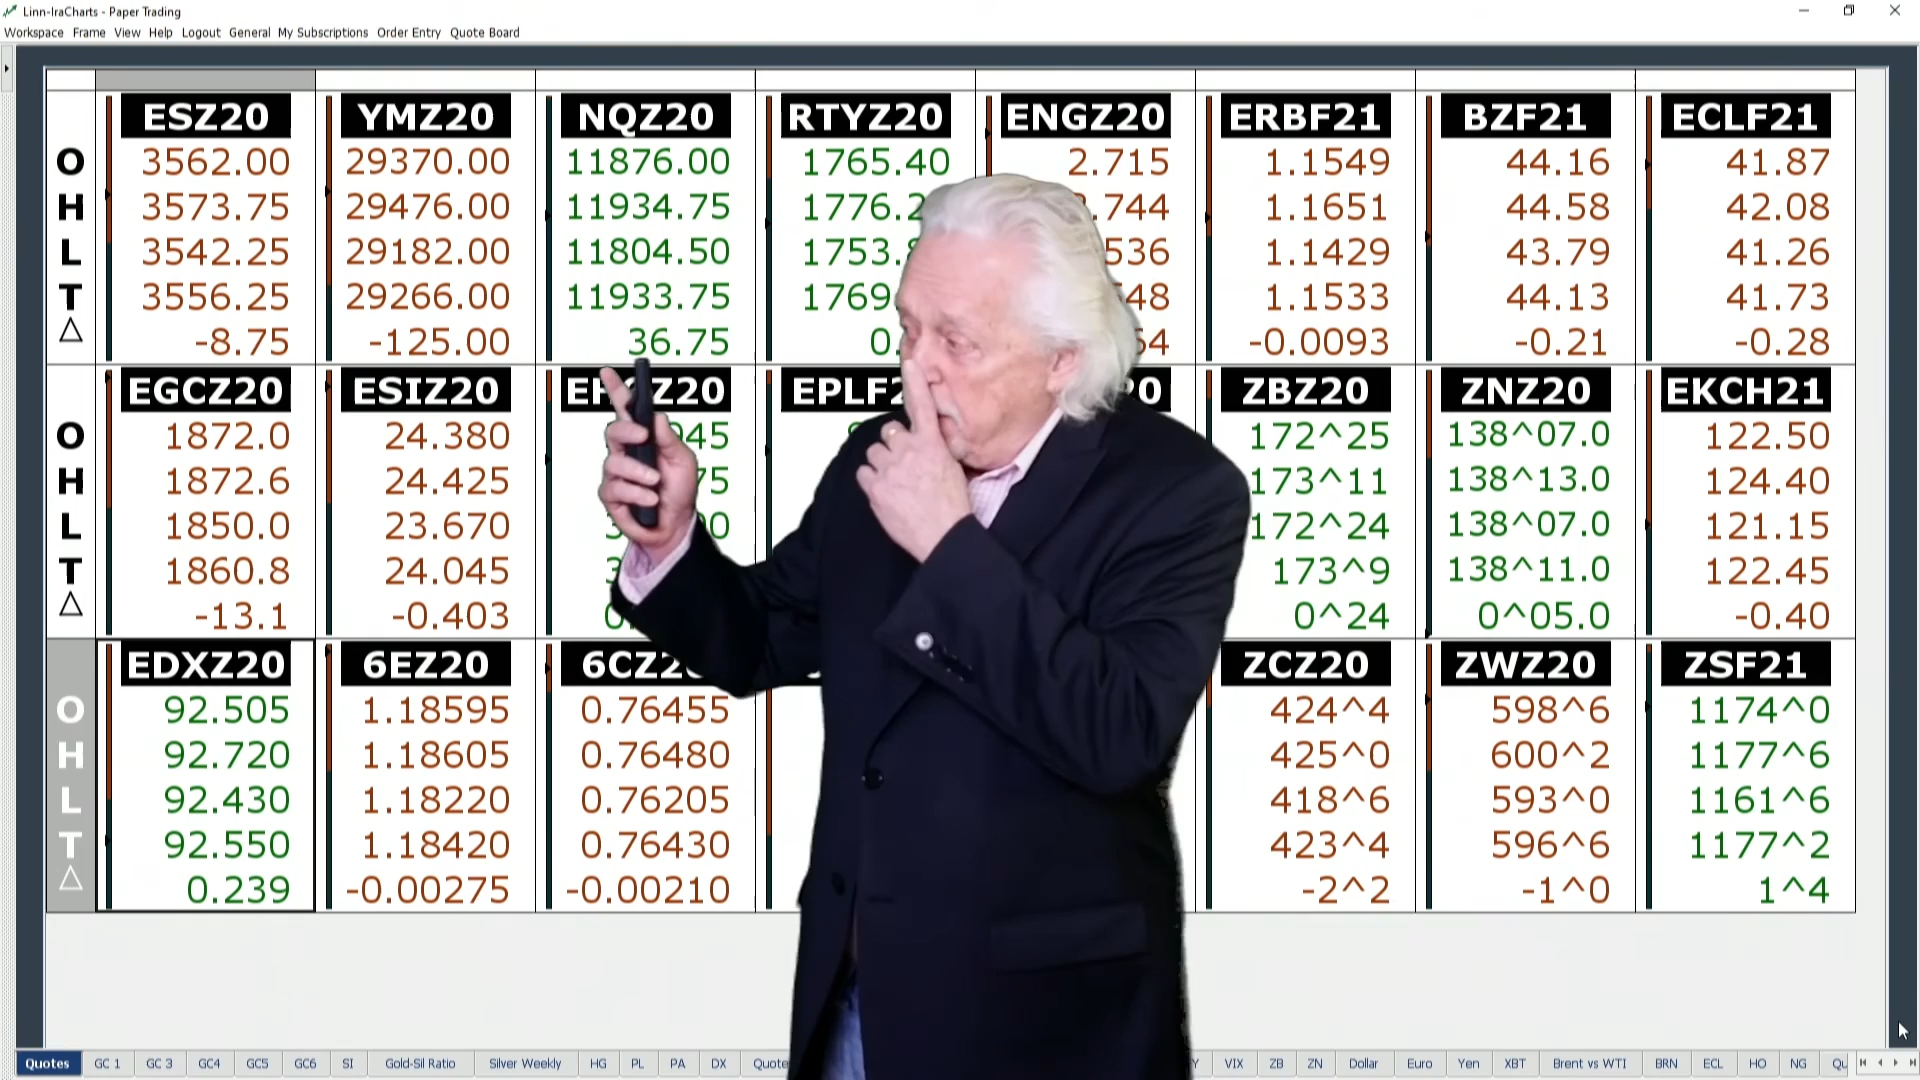 Linn-IraCharts - Paper Trading
Workspace Frame View Help Logout General My Subscriptions Order Entry Quote Board
ESZ20 YMZ20 NQZ20 RTYZ20 ENGZ20 ERBF21 BZF21 ECLF21
O 3562.00 29370.00 11876.00 1765.40 2.715 1.1549 44.16 41.87
H 3573.75 29476.00 11934.75 1.1651 44.58 42.08
L 3542.25 29182.00 11804.50 1.1429 43.79 41.26
T 3556.25 29266.00 11933.75 1.1533 44.13 41.73
△ -8.75 -125.00 36.75 -0.0093 -0.21 -0.28
EGCZ20 ESIZ20 ZBZ20 ZNZ20 EKCH21
O 1872.0 24.380 172^25 138^07.0 122.50
H 1872.6 24.425 173^11 138^13.0 124.40
L 1850.0 23.670 172^24 138^07.0 121.15
T 1860.8 24.045 173^9 138^11.0 122.45
△ -13.1 -0.403 0^24 0^05.0 -0.40
EDXZ20 6EZ20 ZCZ20 ZWZ20 ZSF21
O 92.505 1.18595 0.76455 424^4 598^6 1174^0
H 92.720 1.18605 0.76480 425^0 600^2 1177^6
L 92.430 1.18220 0.76205 418^6 593^0 1161^6
T 92.550 1.18420 0.76430 423^4 596^6 1177^2
△ 0.239 -0.00275 -0.00210 -2^2 -1^0 1^4
Quotes GC 1 GC 3 GC4 GC5 GC6 SI Gold-Sil Ratio Silver Weekly HG PL PA DX VIX ZB ZN Dollar Euro Yen XBT Brent vs WTI BRN ECL HO NG